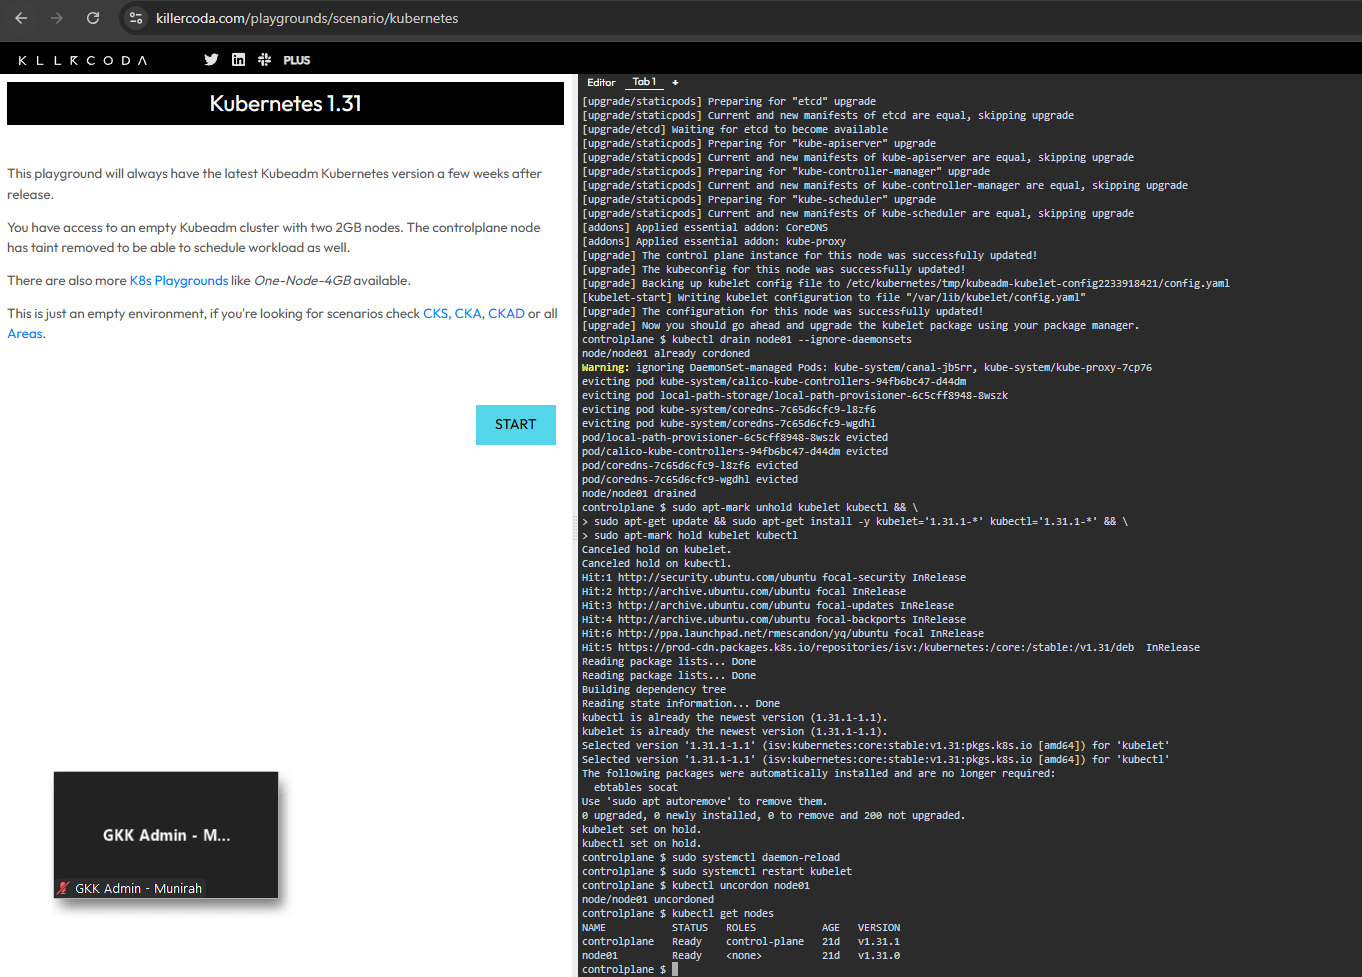 killercoda.com/playgrounds/scenario/kubernetes
KLLRCODA
PLUS
Kubernetes 1.31
This playground will always have the latest Kubeadm Kubernetes version a few weeks after
release.
You have access to an empty Kubeadm cluster with two 2GB nodes. The controlplane node
has taint removed to be able to schedule workload as well.
There are also more K8s Playgrounds like One-Node-4GB available.
This is just an empty environment, if you're looking for scenarios check CKS, CKA, CKAD or all
Areas.
START
GKK Admin - M...
GKK Admin - Munirah
Editor Tab 1 +
[upgrade/staticpods] Preparing for "etcd" upgrade
[upgrade/staticpods] Current and new manifests of etcd are equal, skipping upgrade
[upgrade/etcd] Waiting for etcd to become available
[upgrade/staticpods] Preparing for "kube-apiserver" upgrade
[upgrade/staticpods] Current and new manifests of kube-apiserver are equal, skipping upgrade
[upgrade/staticpods] Preparing for "kube-controller-manager" upgrade
[upgrade/staticpods] Current and new manifests of kube-controller-manager are equal, skipping upgrade
[upgrade/staticpods] Preparing for "kube-scheduler" upgrade
[upgrade/staticpods] Current and new manifests of kube-scheduler are equal, skipping upgrade
[addons] Applied essential addon: CoreDNS
[addons] Applied essential addon: kube-proxy
[upgrade] The control plane instance for this node was successfully updated!
[upgrade] The kubeconfig for this node was successfully updated!
[upgrade] Backing up kubelet config file to /etc/kubernetes/tmp/kubeadm-kubelet-config2233918421/config.yaml
[kubelet-start] Writing kubelet configuration to file "/var/lib/kubelet/config.yaml"
[upgrade] The configuration for this node was successfully updated!
[upgrade] Now you should go ahead and upgrade the kubelet package using your package manager.
controlplane $ kubectl drain node01 --ignore-daemonsets
node/node01 already cordoned
Warning: ignoring DaemonSet-managed Pods: kube-system/canal-jb5rr, kube-system/kube-proxy-7cp76
evicting pod kube-system/calico-kube-controllers-94fb6bc47-d44dm
evicting pod local-path-storage/local-path-provisioner-6c5cff8948-8wszk
evicting pod kube-system/coredns-7c65d6cfc9-l8zf6
evicting pod kube-system/coredns-7c65d6cfc9-wgdhl
pod/local-path-provisioner-6c5cff8948-8wszk evicted
pod/calico-kube-controllers-94fb6bc47-d44dm evicted
pod/coredns-7c65d6cfc9-l8zf6 evicted
pod/coredns-7c65d6cfc9-wgdhl evicted
node/node01 drained
controlplane $ sudo apt-mark unhold kubelet kubectl && \
> sudo apt-get update && sudo apt-get install -y kubelet='1.31.1-*' kubectl='1.31.1-*' && \
> sudo apt-mark hold kubelet kubectl
Canceled hold on kubelet.
Canceled hold on kubectl.
Hit:1 http://security.ubuntu.com/ubuntu focal-security InRelease
Hit:2 http://archive.ubuntu.com/ubuntu focal InRelease
Hit:3 http://archive.ubuntu.com/ubuntu focal-updates InRelease
Hit:4 http://archive.ubuntu.com/ubuntu focal-backports InRelease
Hit:6 http://ppa.launchpad.net/rmescandon/yq/ubuntu focal InRelease
Hit:5 https://prod-cdn.packages.k8s.io/repositories/isv:/kubernetes:/core:/stable:/v1.31/deb  InRelease
Reading package lists... Done
Reading package lists... Done
Building dependency tree
Reading state information... Done
kubectl is already the newest version (1.31.1-1.1).
kubelet is already the newest version (1.31.1-1.1).
Selected version '1.31.1-1.1' (isv:kubernetes:core:stable:v1.31:pkgs.k8s.io [amd64]) for 'kubelet'
Selected version '1.31.1-1.1' (isv:kubernetes:core:stable:v1.31:pkgs.k8s.io [amd64]) for 'kubectl'
The following packages were automatically installed and are no longer required:
ebtables socat
Use 'sudo apt autoremove' to remove them.
0 upgraded, 0 newly installed, 0 to remove and 200 not upgraded.
kubelet set on hold.
kubectl set on hold.
controlplane $ sudo systemctl daemon-reload
controlplane $ sudo systemctl restart kubelet
controlplane $ kubectl uncordon node01
node/node01 uncordoned
controlplane $ kubectl get nodes
NAME STATUS ROLES AGE VERSION
controlplane Ready control-plane 21d v1.31.1
node01 Ready <none> 21d v1.31.0
controlplane $